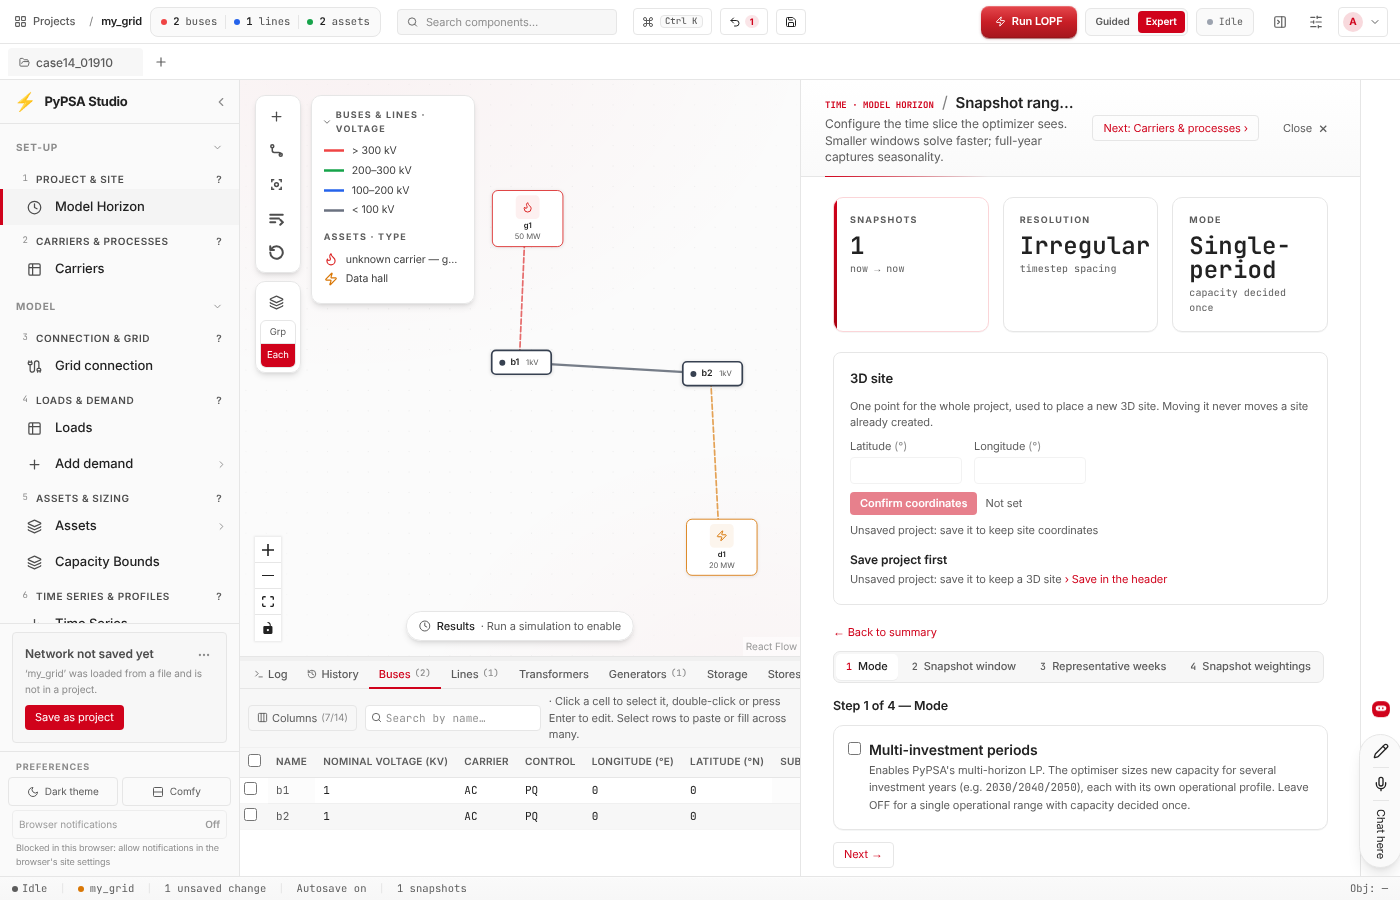 Projects / my_grid
2 buses 1 lines 2 assets
Search components...
⌘ Ctrl K
1
Run LOPF
Guided Expert
Idle
A
case14_01910
PyPSA Studio
SET-UP
1 PROJECT & SITE ?
Model Horizon
2 CARRIERS & PROCESSES ?
Carriers
MODEL
3 CONNECTION & GRID ?
Grid connection
4 LOADS & DEMAND ?
Loads
Add demand
5 ASSETS & SIZING ?
Assets
Capacity Bounds
6 TIME SERIES & PROFILES ?
Time Series
Network not saved yet
'my_grid' was loaded from a file and is
not in a project.
Save as project
PREFERENCES
Dark theme
Comfy
Browser notifications Off
Blocked in this browser: allow notifications in the
browser's site settings
Grp
Each
BUSES & LINES ·
VOLTAGE
> 300 kV
200–300 kV
100–200 kV
< 100 kV
ASSETS · TYPE
unknown carrier — g...
Data hall
g1
50 MW
b1 1kV
b2 1kV
d1
20 MW
Results · Run a simulation to enable
React Flow
Log
History
Buses (2)
Lines (1)
Transformers
Generators (1)
Storage
Stores
Columns (7/14)
Search by name…
· Click a cell to select it, double-click or press
Enter to edit. Select rows to paste or fill across
many.
NAME NOMINAL VOLTAGE (KV) CARRIER CONTROL LONGITUDE (°E) LATITUDE (°N) SUB
b1 1 AC PQ 0 0
b2 1 AC PQ 0 0
TIME · MODEL HORIZON / Snapshot rang...
Configure the time slice the optimizer sees.
Smaller windows solve faster; full-year
captures seasonality.
Next: Carriers & processes ›
Close ×
SNAPSHOTS
1
now → now
RESOLUTION
Irregular
timestep spacing
MODE
Single-
period
capacity decided
once
3D site
One point for the whole project, used to place a new 3D site. Moving it never moves a site
already created.
Latitude (°) Longitude (°)
Confirm coordinates Not set
Unsaved project: save it to keep site coordinates
Save project first
Unsaved project: save it to keep a 3D site › Save in the header
← Back to summary
1 Mode 2 Snapshot window 3 Representative weeks 4 Snapshot weightings
Step 1 of 4 — Mode
Multi-investment periods
Enables PyPSA's multi-horizon LP. The optimiser sizes new capacity for several
investment years (e.g. 2030/2040/2050), each with its own operational profile. Leave
OFF for a single operational range with capacity decided once.
Next →
Chat here
Idle my_grid 1 unsaved change Autosave on 1 snapshots Obj: —